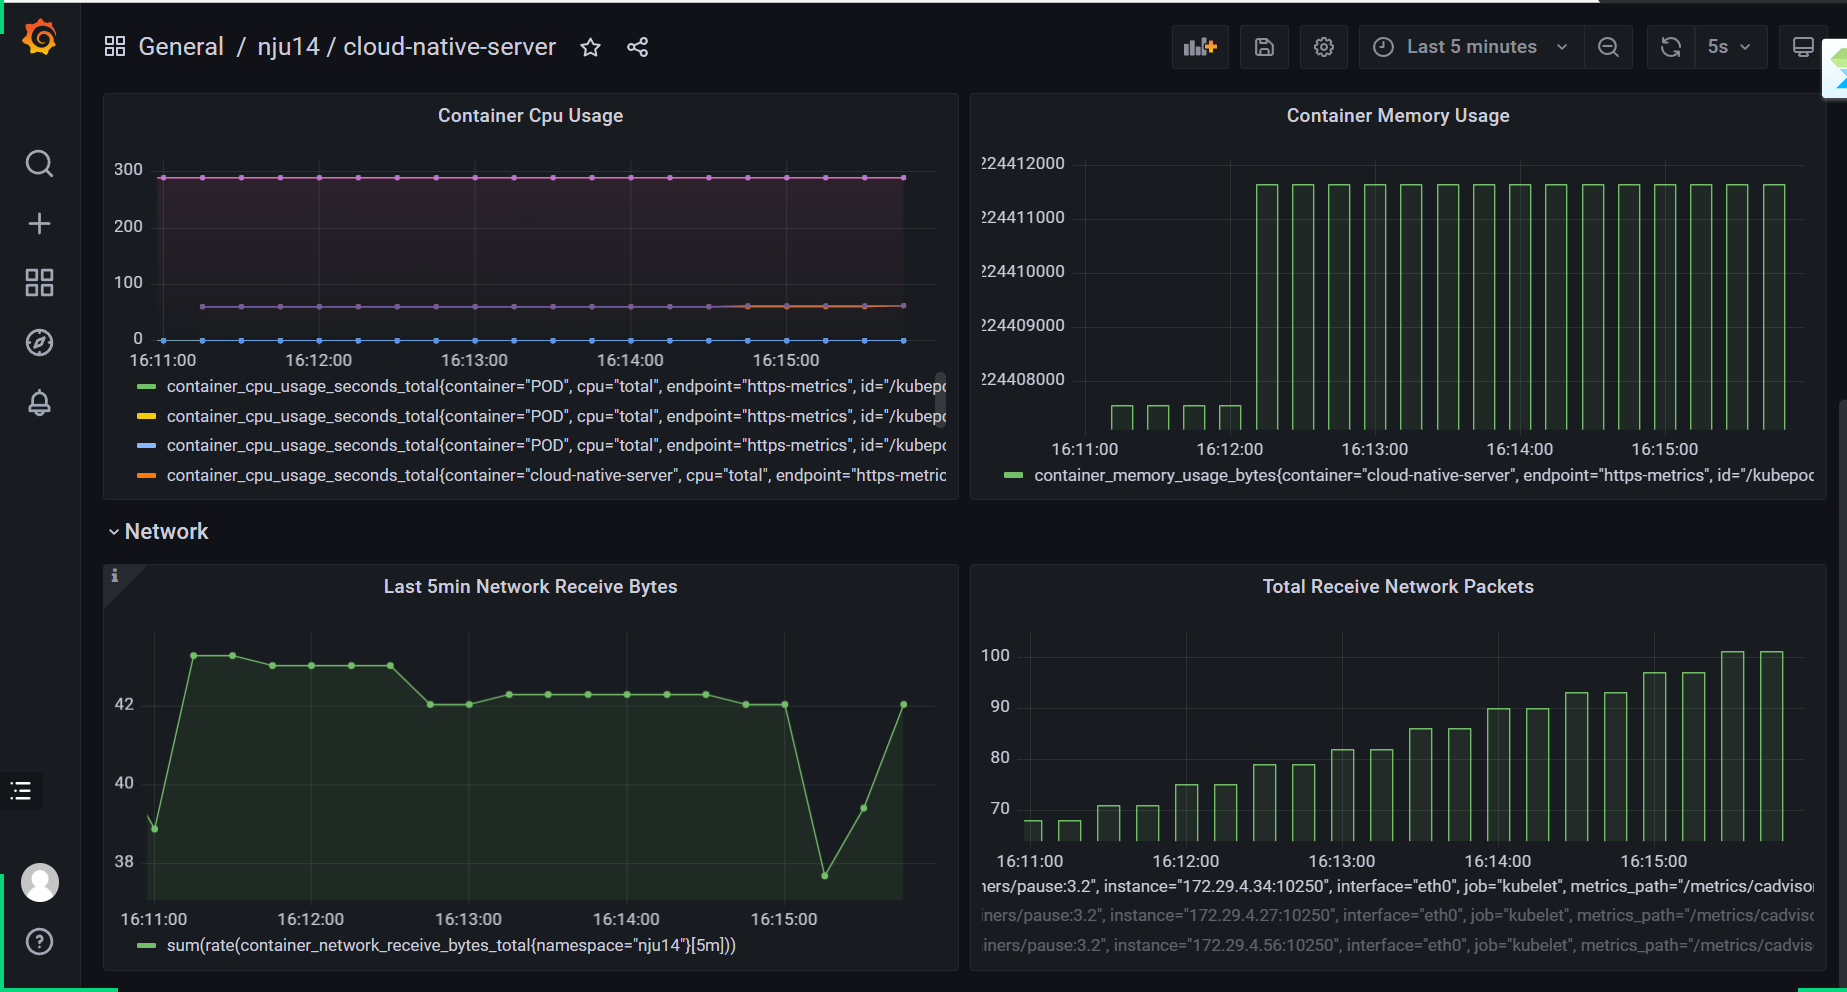 General / nju14 / cloud-native-server
Last 5 minutes
5s
Container Cpu Usage
300
200
100
0
16:11:00 16:12:00 16:13:00 16:14:00 16:15:00
container_cpu_usage_seconds_total{container="POD", cpu="total", endpoint="https-metrics", id="/kubepo
container_cpu_usage_seconds_total{container="POD", cpu="total", endpoint="https-metrics", id="/kubepo
container_cpu_usage_seconds_total{container="POD", cpu="total", endpoint="https-metrics", id="/kubepo
container_cpu_usage_seconds_total{container="cloud-native-server", cpu="total", endpoint="https-metric
Container Memory Usage
224412000
224411000
224410000
224409000
224408000
16:11:00 16:12:00 16:13:00 16:14:00 16:15:00
container_memory_usage_bytes{container="cloud-native-server", endpoint="https-metrics", id="/kubepoc
Network
i
Last 5min Network Receive Bytes
42
40
38
16:11:00 16:12:00 16:13:00 16:14:00 16:15:00
sum(rate(container_network_receive_bytes_total{namespace="nju14"}[5m]))
Total Receive Network Packets
100
90
80
70
16:11:00 16:12:00 16:13:00 16:14:00 16:15:00
ners/pause:3.2", instance="172.29.4.34:10250", interface="eth0", job="kubelet", metrics_path="/metrics/cadvisor
iners/pause:3.2", instance="172.29.4.27:10250", interface="eth0", job="kubelet", metrics_path="/metrics/cadvisc
iners/pause:3.2", instance="172.29.4.56:10250", interface="eth0", job="kubelet", metrics_path="/metrics/cadvis